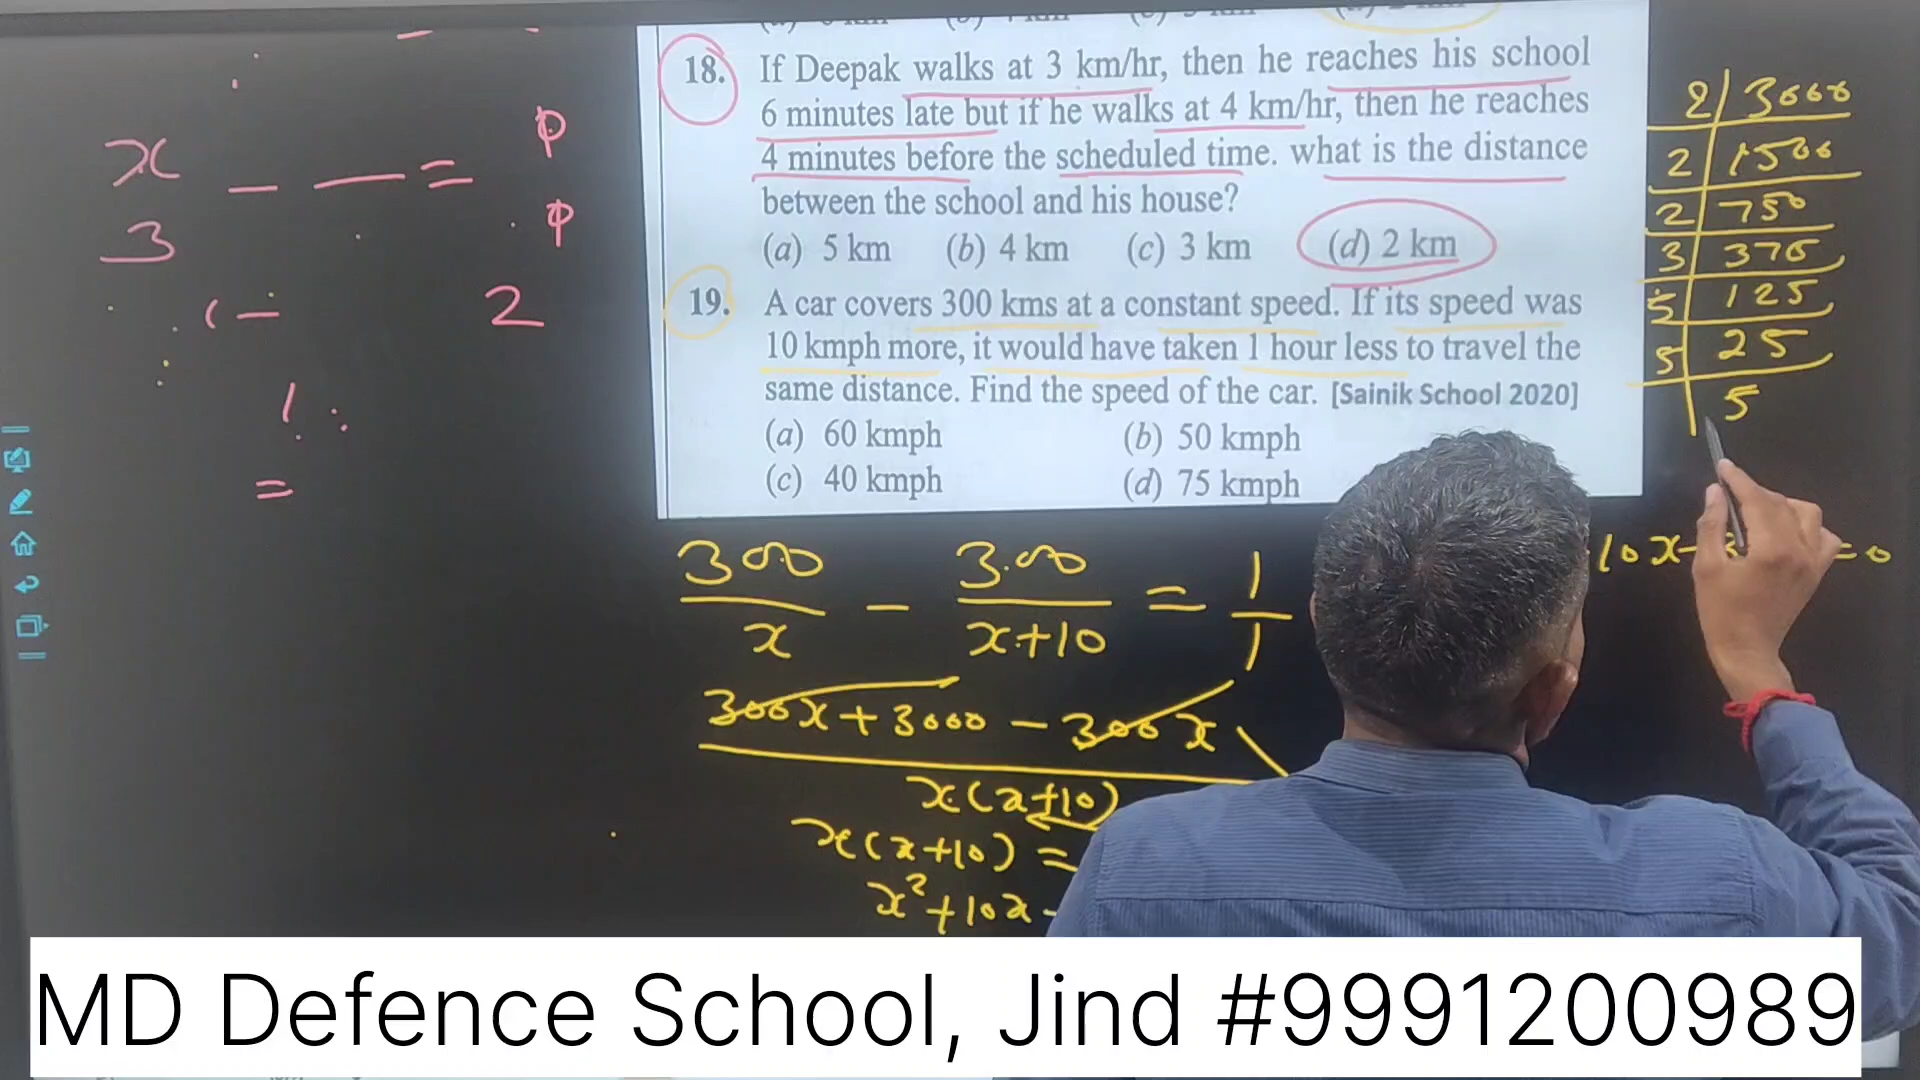 18. If Deepak walks at 3 km/hr, then he reaches his school
6 minutes late but if he walks at 4 km/hr, then he reaches
4 minutes before the scheduled time. what is the distance
between the school and his house?
(a) 5 km (b) 4 km (c) 3 km (d) 2 km
19. A car covers 300 kms at a constant speed. If its speed was
10 kmph more, it would have taken 1 hour less to travel the
same distance. Find the speed of the car. [Sainik School 2020]
(a) 60 kmph (b) 50 kmph
(c) 40 kmph (d) 75 kmph
x
3
2
=
2 3000
2 1500
2 750
3 375
5 125
5 25
5
300/x - 300/x+10 = 1/1
300x + 3000 - 300x
x(x+10)
x(x+10) =
x² + 10x -
10x - = 0
MD Defence School, Jind #9991200989